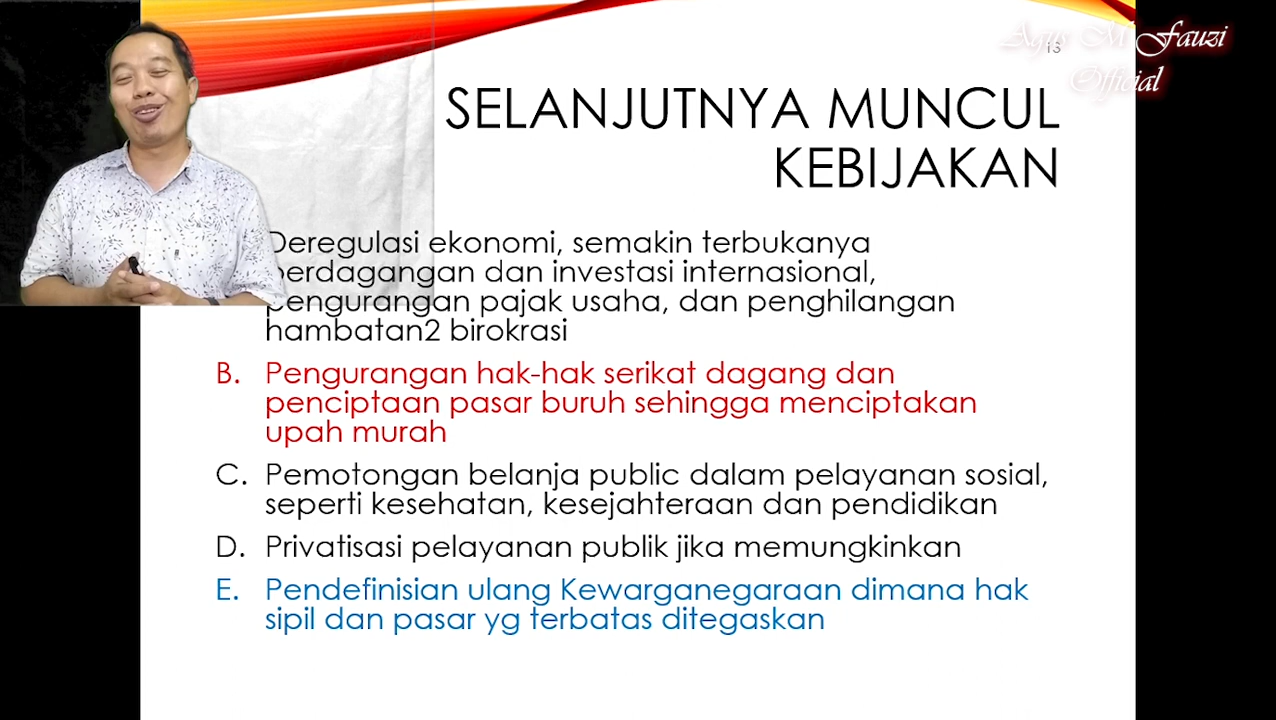 Agus M Fauzi
Official
13
SELANJUTNYA MUNCUL
KEBIJAKAN
Deregulasi ekonomi, semakin terbukanya
perdagangan dan investasi internasional,
pengurangan pajak usaha, dan penghilangan
hambatan2 birokrasi
B. Pengurangan hak-hak serikat dagang dan
penciptaan pasar buruh sehingga menciptakan
upah murah
C. Pemotongan belanja public dalam pelayanan sosial,
seperti kesehatan, kesejahteraan dan pendidikan
D. Privatisasi pelayanan publik jika memungkinkan
E. Pendefinisian ulang Kewarganegaraan dimana hak
sipil dan pasar yg terbatas ditegaskan